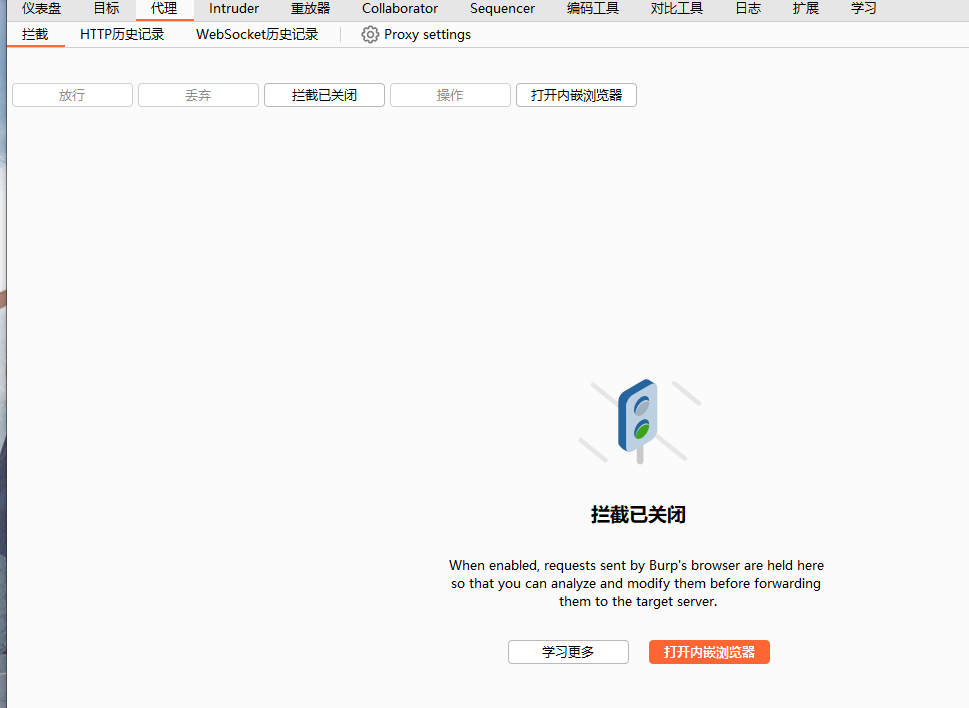 仪表盘 目标 代理 Intruder 重放器 Collaborator Sequencer 编码工具 对比工具 日志 扩展 学习
拦截 HTTP历史记录 WebSocket历史记录 Proxy settings
放行 丢弃 拦截已关闭 操作 打开内嵌浏览器
拦截已关闭
When enabled, requests sent by Burp's browser are held here
so that you can analyze and modify them before forwarding
them to the target server.
学习更多 打开内嵌浏览器